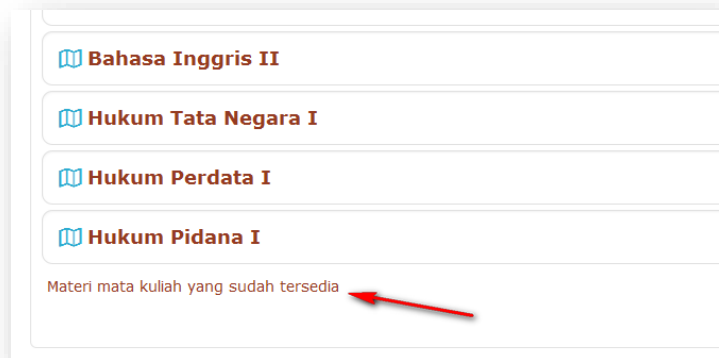 Bahasa Inggris II
Hukum Tata Negara I
Hukum Perdata I
Hukum Pidana I
Materi mata kuliah yang sudah tersedia